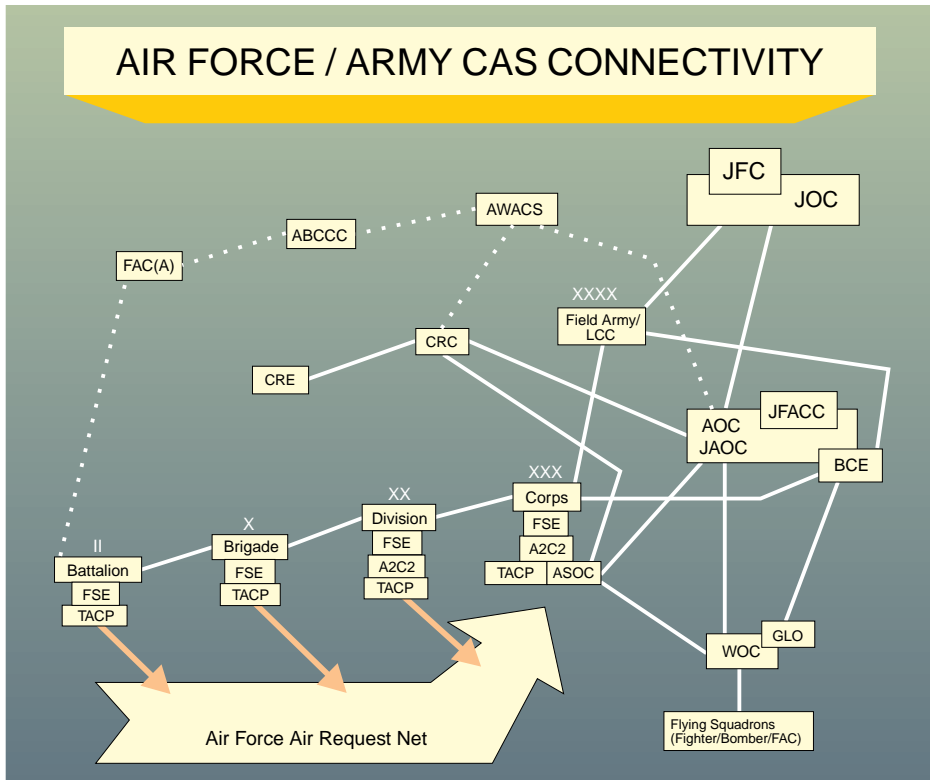 AIR FORCE / ARMY CAS CONNECTIVITY
JFC
JOC
AWACS
ABCCC
FAC(A)
XXXX
Field Army/
LCC
CRC
CRE
JFACC
AOC
JAOC
BCE
XXX
Corps
FSE
A2C2
TACP
ASOC
XX
Division
FSE
A2C2
TACP
X
Brigade
FSE
TACP
II
Battalion
FSE
TACP
GLO
WOC
Flying Squadrons
(Fighter/Bomber/FAC)
Air Force Air Request Net